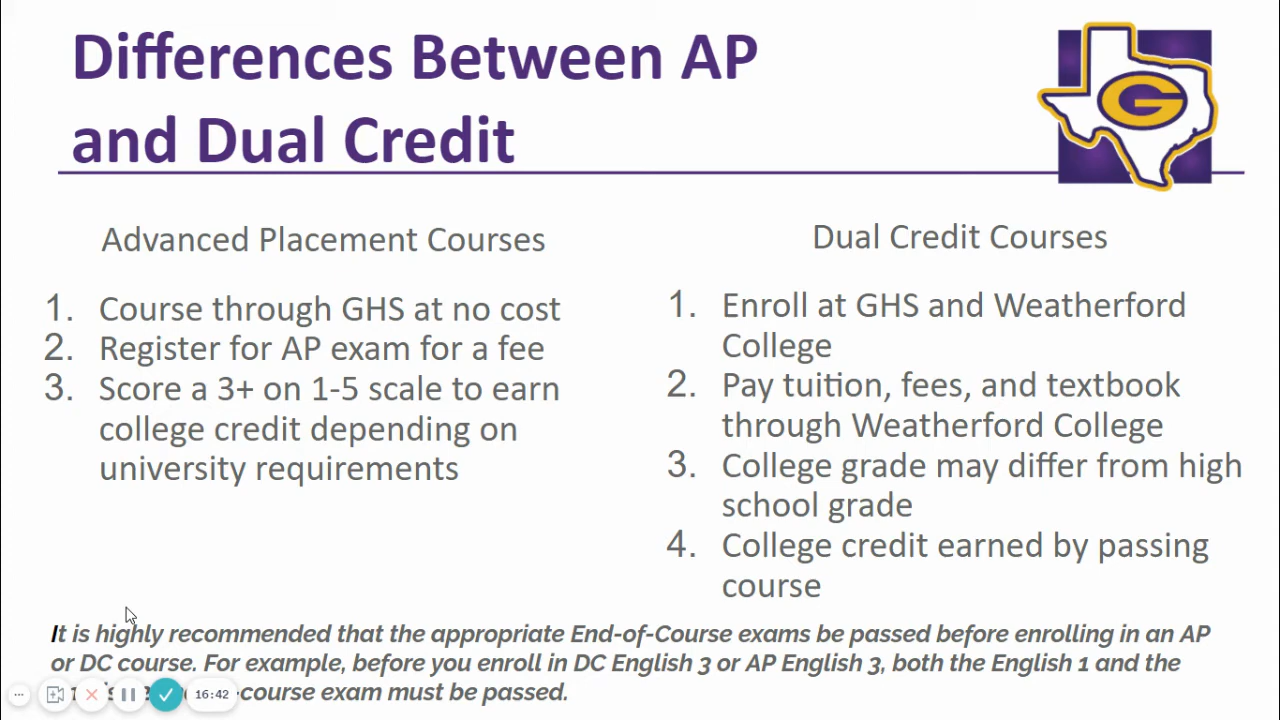 Differences Between AP
and Dual Credit
G
Advanced Placement Courses
1. Course through GHS at no cost
2. Register for AP exam for a fee
3. Score a 3+ on 1-5 scale to earn
college credit depending on
university requirements
Dual Credit Courses
1. Enroll at GHS and Weatherford
College
2. Pay tuition, fees, and textbook
through Weatherford College
3. College grade may differ from high
school grade
4. College credit earned by passing
course
It is highly recommended that the appropriate End-of-Course exams be passed before enrolling in an AP
or DC course. For example, before you enroll in DC English 3 or AP English 3, both the English 1 and the
-course exam must be passed.
16:42